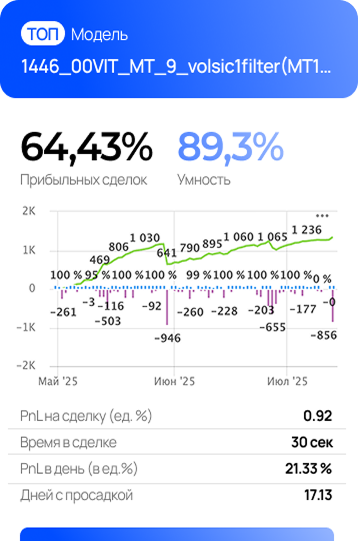 ТОП Модель
1446_00VIT_MT_9_volsic1filter(MT1...
64,43% 89,3%
Прибыльных сделок Умность
...
2K
1 236
1 030 1 060 1 065
806 895
790
1K 641
469
100 % 95 % 100 % 100 % 99 % 100 % 100 % 100 % 0 %
0
-3 -0
-116 -92 -177
-261 -260 -228 -203
-503
-655
-1K -856
-946
-2K
Май '25 Июн '25 Июл '25
PnL на сделку (ед. %) 0.92
Время в сделке 30 сек
PnL в день (в ед.%) 21.33 %
Дней с просадкой 17.13